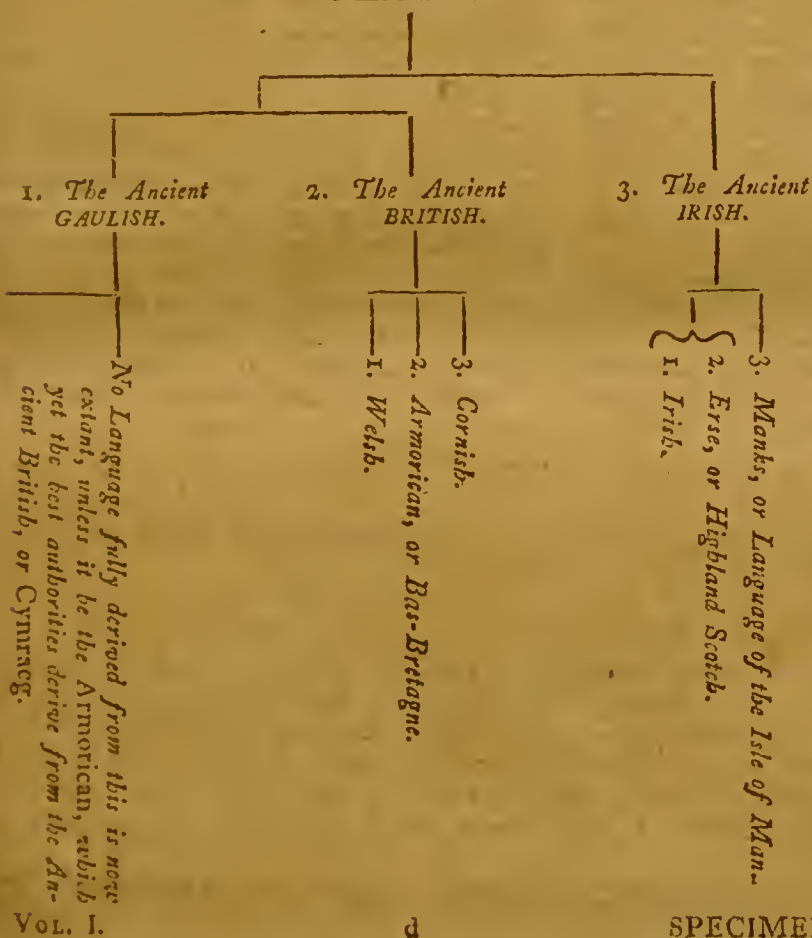 1. The Ancient
GAULISH.
2. The Ancient
BRITISH.
3. The Ancient
IRISH.
No Language fully derived from this is now
extant, unless it be the Armorican, which
yet the best authorities derive from the An-
cient British, or Cymraeg.
1. Welsh.
2. Armorican, or Bas-Bretagne.
3. Cornish.
1. Irish.
2. Erse, or Highland Scotch.
3. Manks, or Language of the Isle of Man.
VOL. I.
d
SPECIME